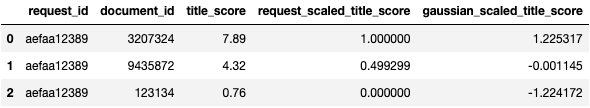 request_id document_id title_score request_scaled_title_score gaussian_scaled_title_score
0 aefaa12389 3207324 7.89 1.000000 1.225317
1 aefaa12389 9435872 4.32 0.499299 -0.001145
2 aefaa12389 123134 0.76 0.000000 -1.224172